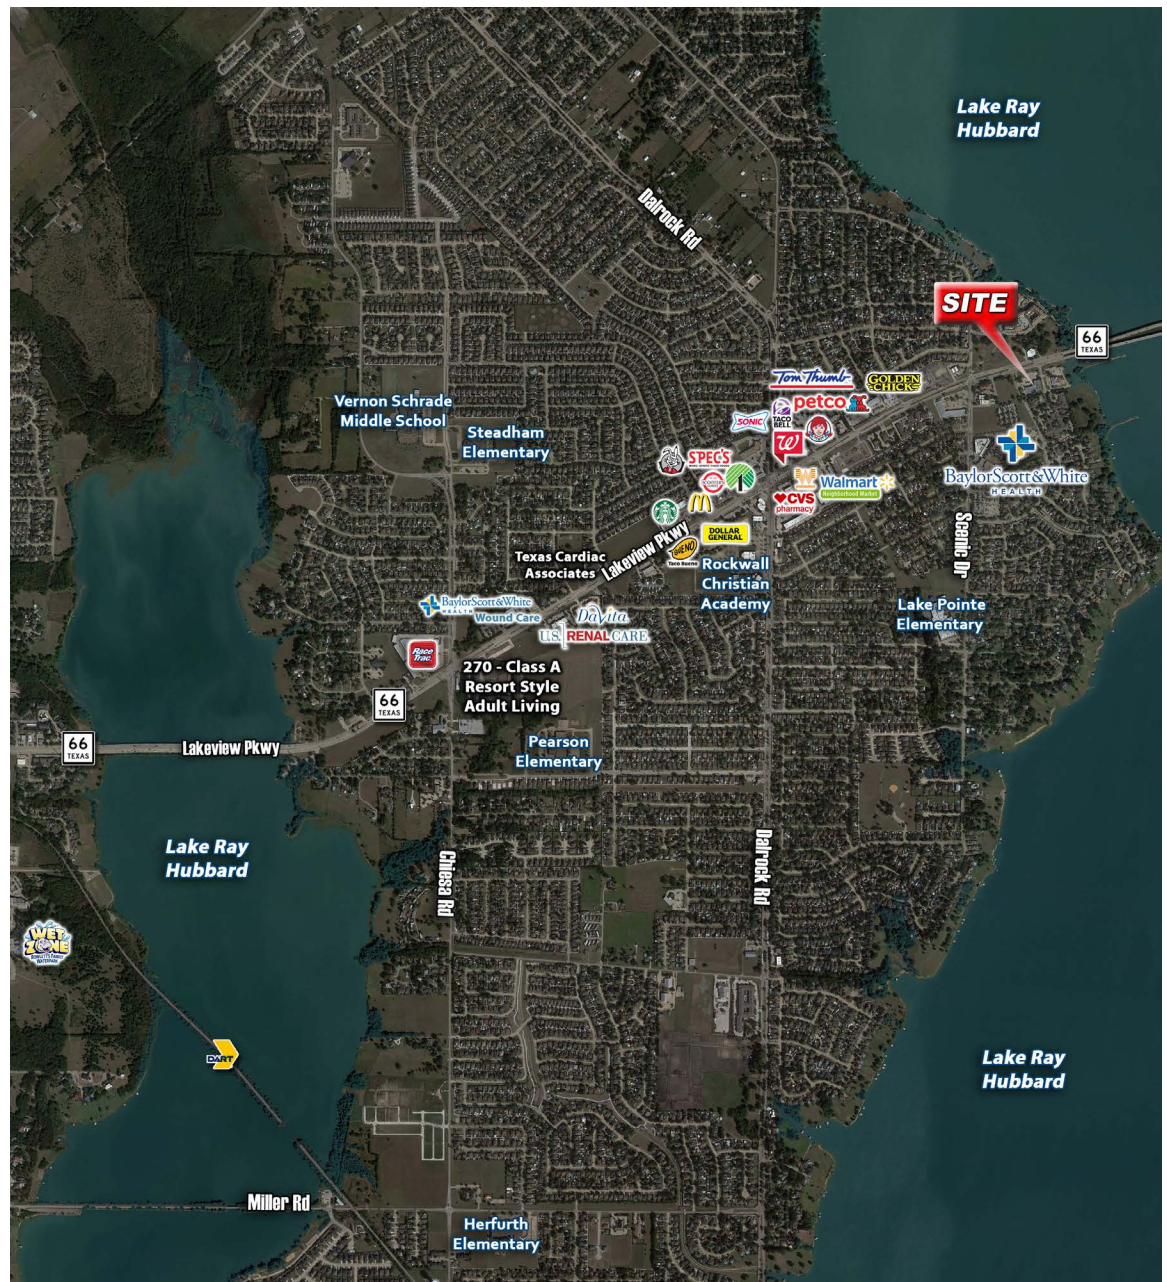 Lake Ray
Hubbard
Dalrock Rd
SITE
66
TEXAS
Tom Thumb
GOLDEN
CHICK
petco
TACO
BELL
SONIC
Vernon Schrade
Middle School
Steadham
Elementary
SPEC'S
BaylorScott&White
HEALTH
Walmart
Neighborhood Market
CVS
pharmacy
DOLLAR
GENERAL
Scenic Dr
Lakeview Pkwy
BUENO
Taco Bueno
Texas Cardiac
Associates
Rockwall
Christian
Academy
BaylorScott&White
HEALTH
Wound Care
DaVita
U.S. RENAL CARE
Lake Pointe
Elementary
Race
Trac
270 - Class A
Resort Style
Adult Living
66
TEXAS
66
TEXAS
Lakeview Pkwy
Pearson
Elementary
Lake Ray
Hubbard
Chiesa Rd
Dalrock Rd
WET
ZONE
DART
Lake Ray
Hubbard
Miller Rd
Herfurth
Elementary